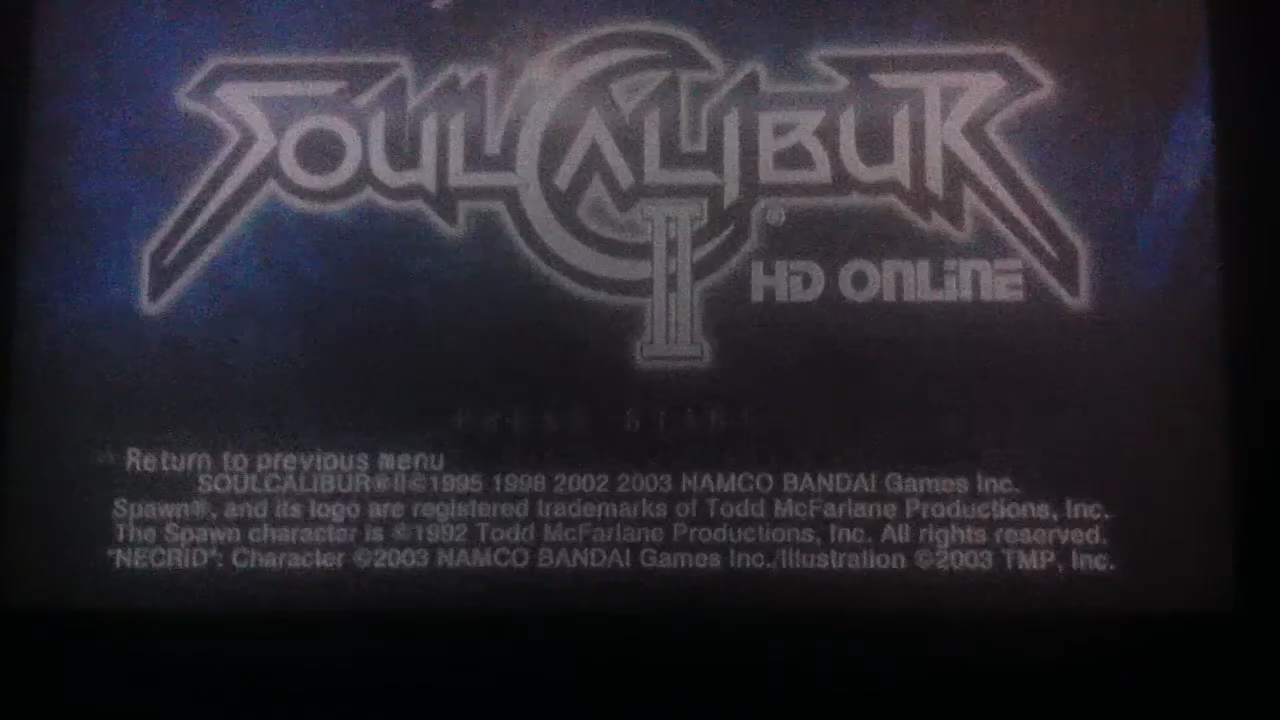 SOULCALIBUR
II®
HD ONLINE
PRESS START
Return to previous menu
SOULCALIBUR®II©1995 1998 2002 2003 NAMCO BANDAI Games Inc.
Spawn®, and its logo are registered trademarks of Todd McFarlane Productions, Inc.
The Spawn character is ©1992 Todd McFarlane Productions, Inc. All rights reserved.
"NECRID": Character ©2003 NAMCO BANDAI Games Inc./Illustration ©2003 TMP, Inc.